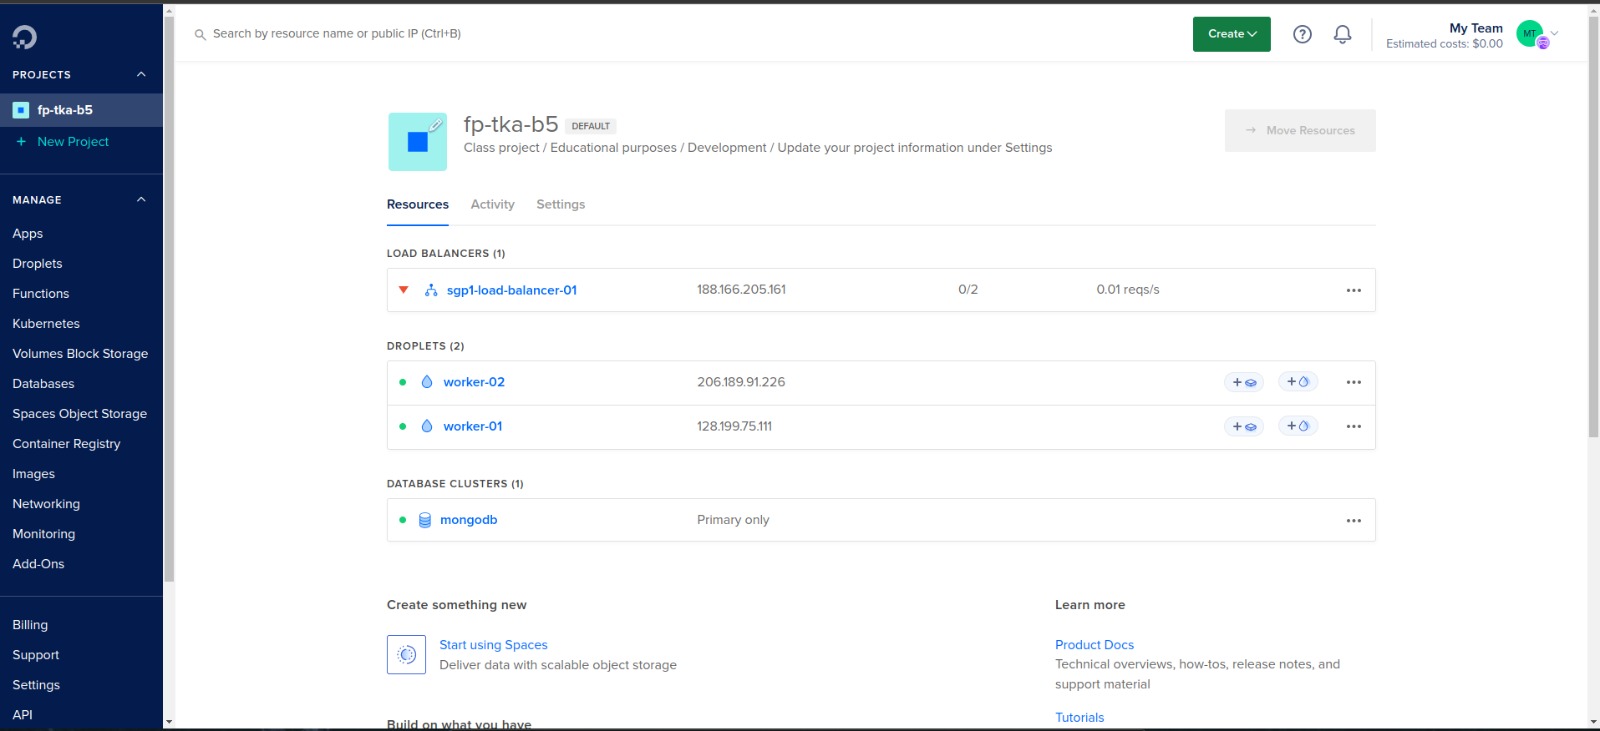 Search by resource name or public IP (Ctrl+B)
Create
?
My Team
Estimated costs: $0.00
MT
PROJECTS
fp-tka-b5
+ New Project
MANAGE
Apps
Droplets
Functions
Kubernetes
Volumes Block Storage
Databases
Spaces Object Storage
Container Registry
Images
Networking
Monitoring
Add-Ons
Billing
Support
Settings
API
fp-tka-b5 DEFAULT
Class project / Educational purposes / Development / Update your project information under Settings
→ Move Resources
Resources Activity Settings
LOAD BALANCERS (1)
sgp1-load-balancer-01 188.166.205.161 0/2 0.01 reqs/s
DROPLETS (2)
worker-02 206.189.91.226
worker-01 128.199.75.111
DATABASE CLUSTERS (1)
mongodb Primary only
Create something new
Start using Spaces
Deliver data with scalable object storage
Build on what you have
Learn more
Product Docs
Technical overviews, how-tos, release notes, and
support material
Tutorials